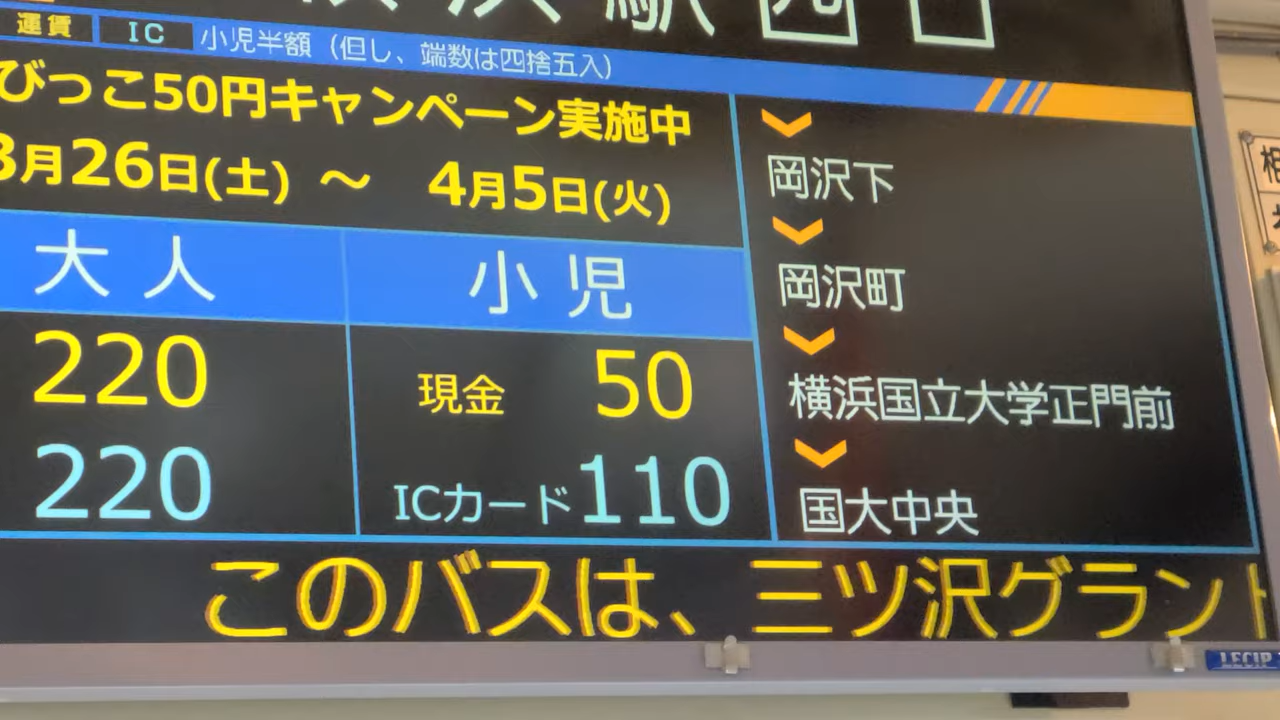 駅西口
運賃 IC 小児半額（但し、端数は四捨五入）
びっこ50円キャンペーン実施中
3月26日(土) ～ 4月5日(火)
大人 小児
220 現金 50
220 ICカード 110
岡沢下
岡沢町
横浜国立大学正門前
国大中央
このバスは、三ツ沢グラン
LECIP